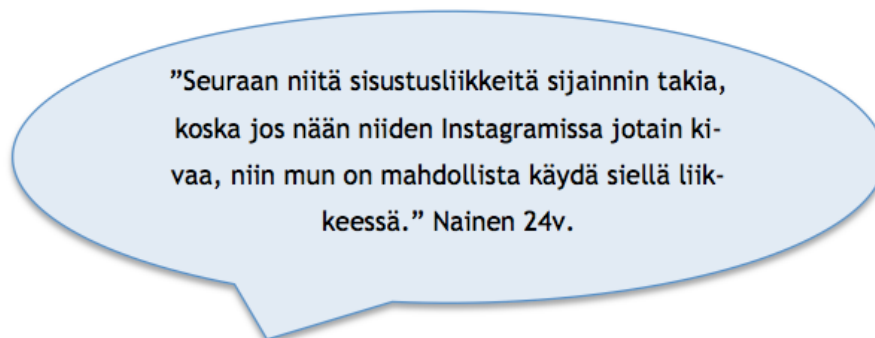 ”Seuraan niitä sisustusliikkeitä sijainnin takia,
koska jos nään niiden Instagramissa jotain ki-
vaa, niin mun on mahdollista käydä siellä liik-
keessä.” Nainen 24v.